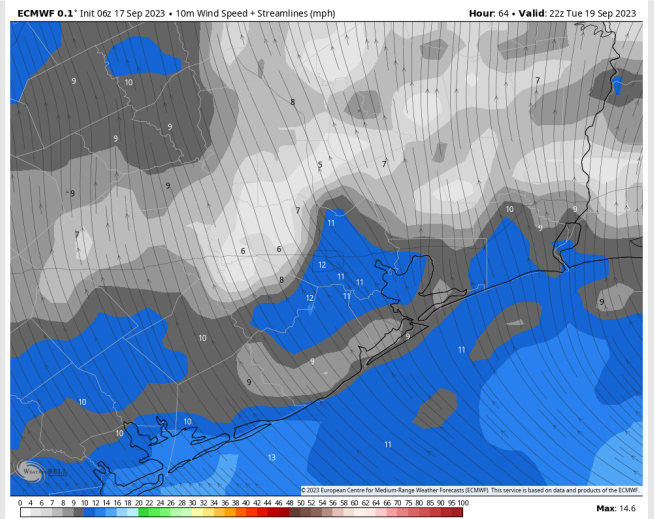 ECMWF 0.1° Init 06z 17 Sep 2023 • 10m Wind Speed + Streamlines (mph) Hour: 64 • Valid: 22z Tue 19 Sep 2023
9 10 7
8
9 9
5 7
9 9
7 10 9
11 9
7
6 6
12
8 11 11
12 11
9
10 9
11
9
9
10
10
10
11
13
WeatherBELL
© 2023 European Centre for Medium-Range Weather Forecasts (ECMWF). This service is based on data and products of the ECMWF.
0 4 6 7 8 9 10 12 14 16 18 20 22 24 26 28 30 32 34 36 38 40 42 44 46 48 50 52 54 56 58 60 65 70 75 80 85 90 95 100
Max: 14.6